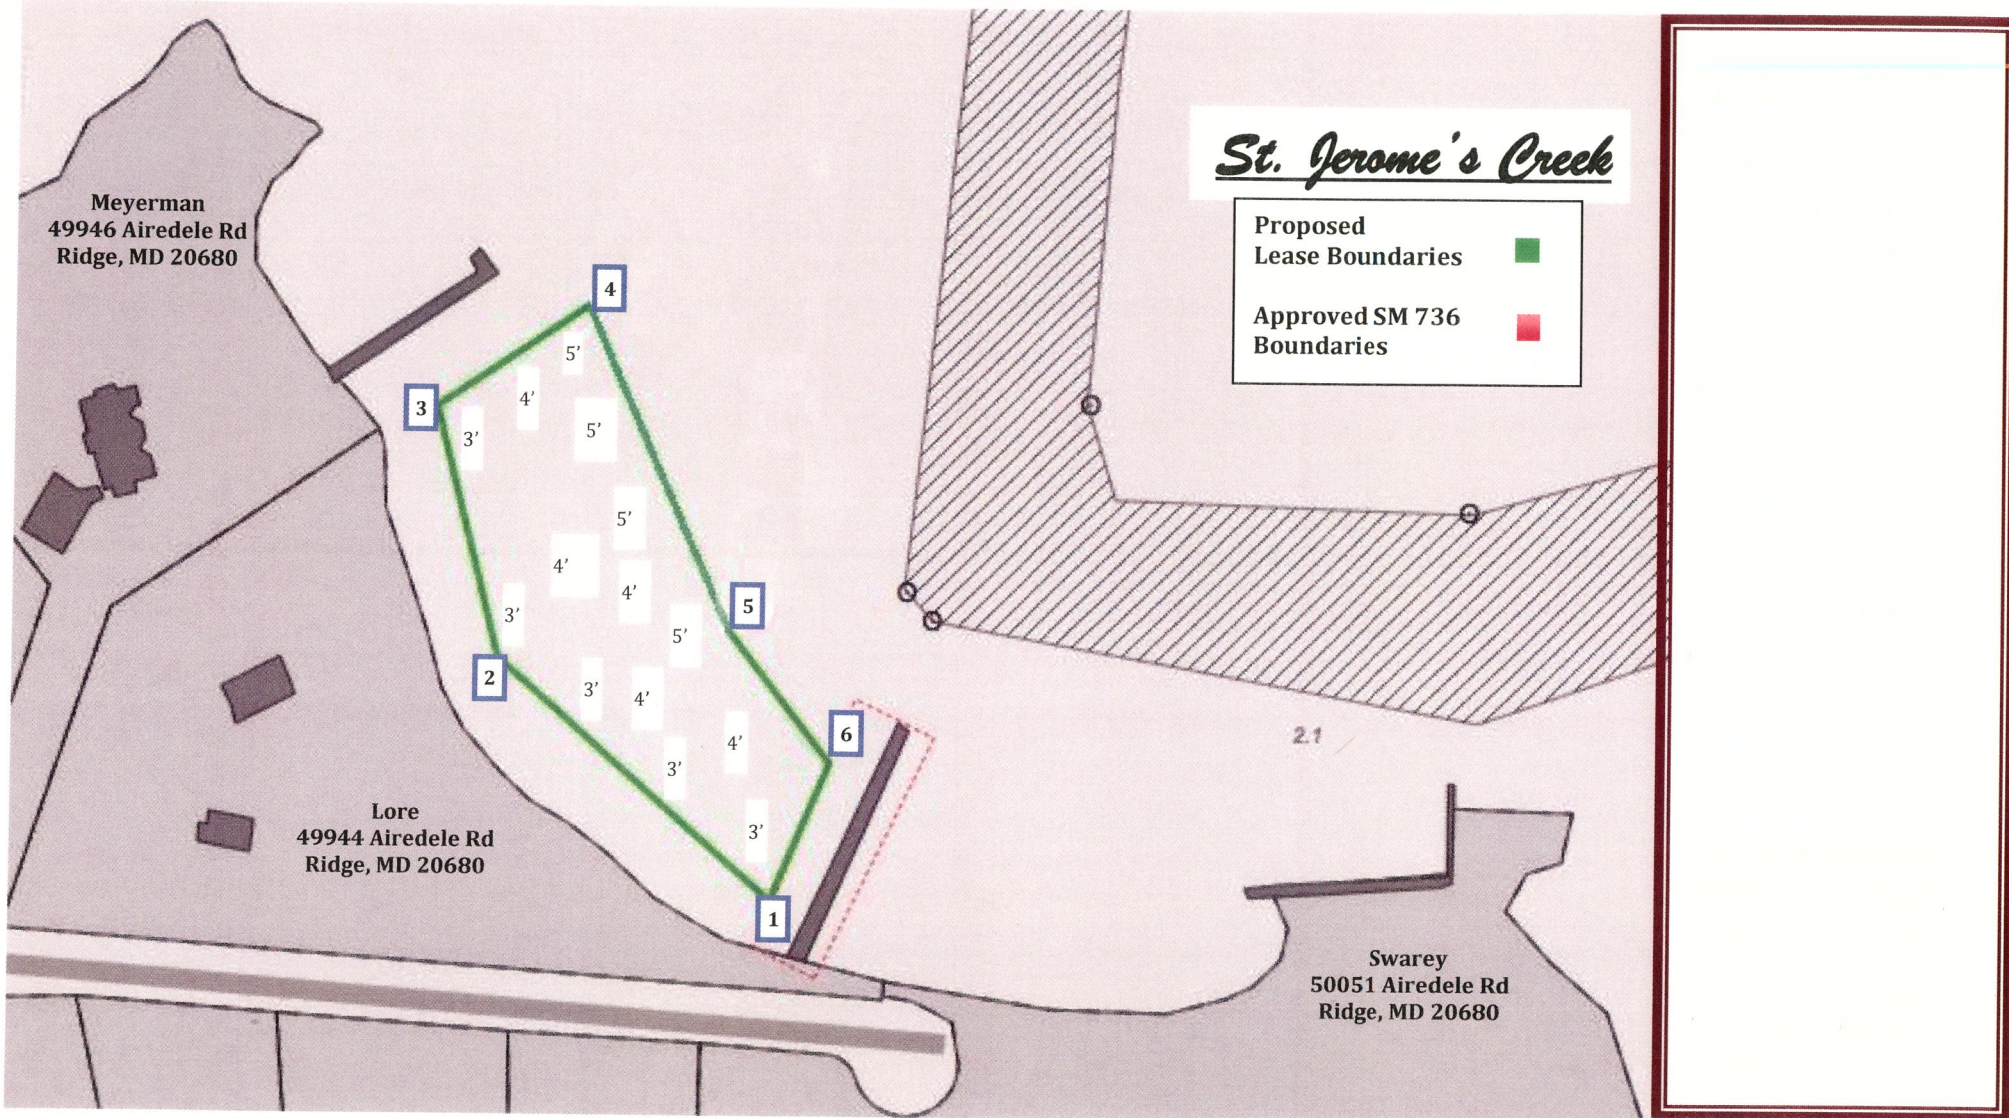 St. Jerome's Creek
Proposed
Lease Boundaries
Approved SM 736
Boundaries
Meyerman
49946 Airedele Rd
Ridge, MD 20680
4
5'
4'
3
3'
5'
5'
4'
4'
3'
5
5'
2
3'
4'
6
4'
3'
2.1
3'
Lore
49944 Airedele Rd
Ridge, MD 20680
1
Swarey
50051 Airedele Rd
Ridge, MD 20680